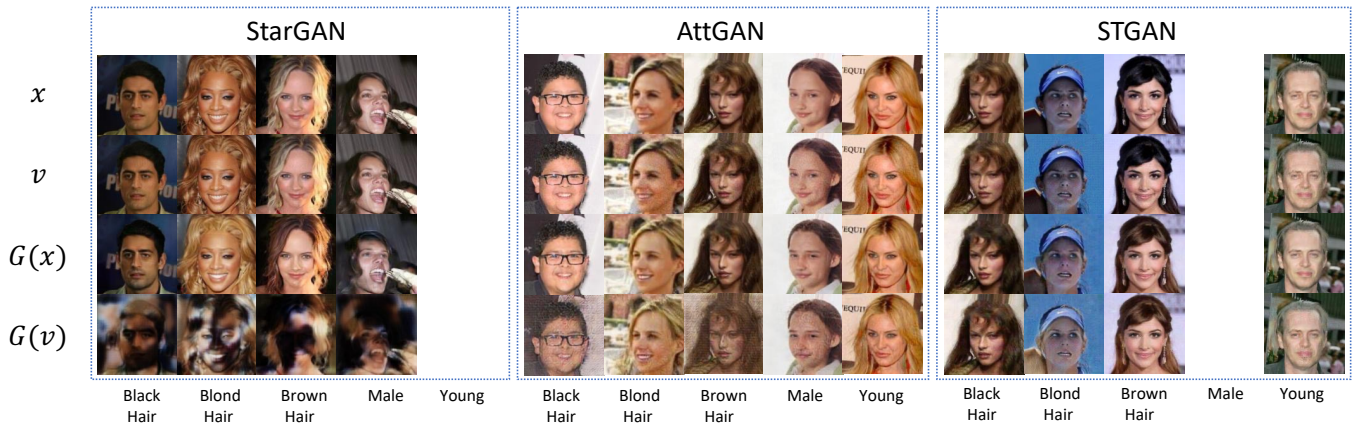 StarGAN
AttGAN
STGAN
x
v
G(x)
G(v)
Black Hair
Blond Hair
Brown Hair
Male
Young
Black Hair
Blond Hair
Brown Hair
Male
Young
Black Hair
Blond Hair
Brown Hair
Male
Young